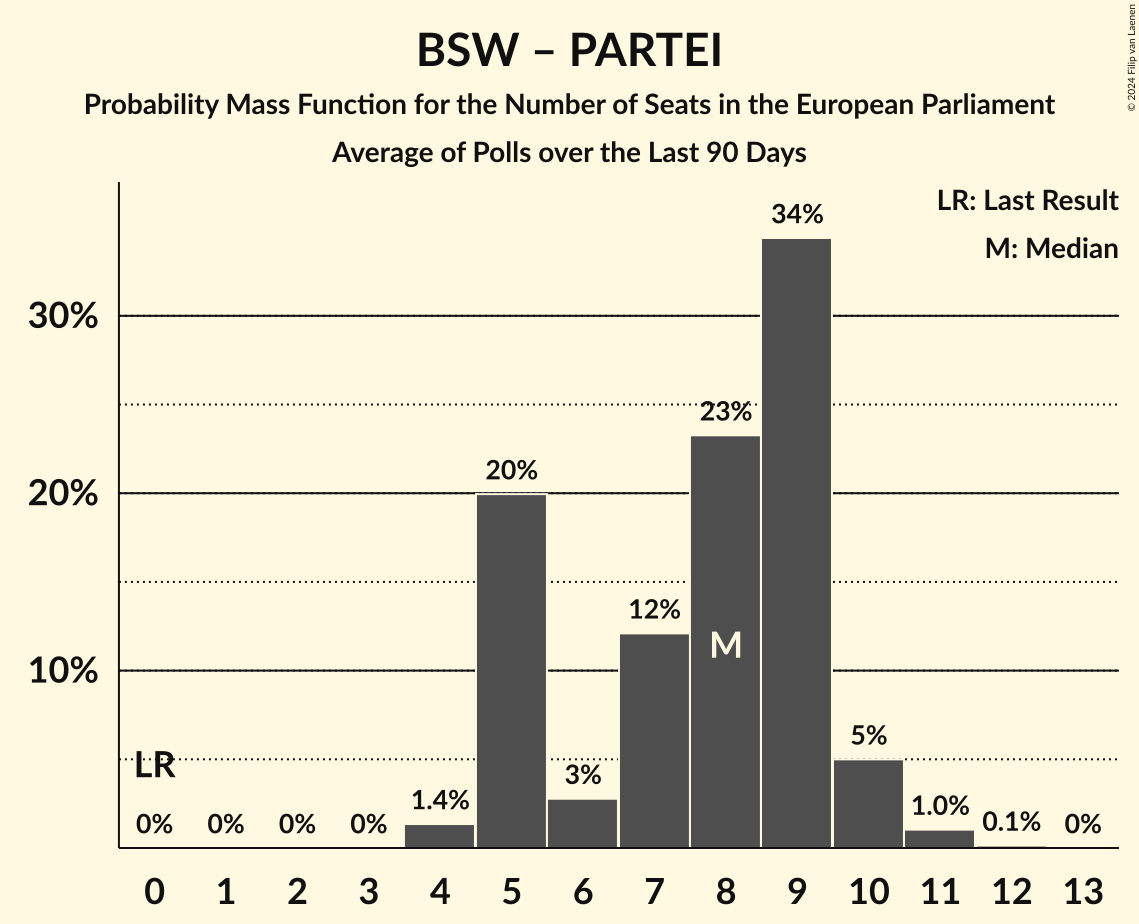 BSW – PARTEI
Probability Mass Function for the Number of Seats in the European Parliament
Average of Polls over the Last 90 Days
© 2024 Filip van Laenen
LR: Last Result
M: Median
34%
30%
23%
20%
20%
12%
M
10%
5%
LR
3%
1.4%
1.0%
0.1%
0% 0% 0% 0% 0%
0 1 2 3 4 5 6 7 8 9 10 11 12 13